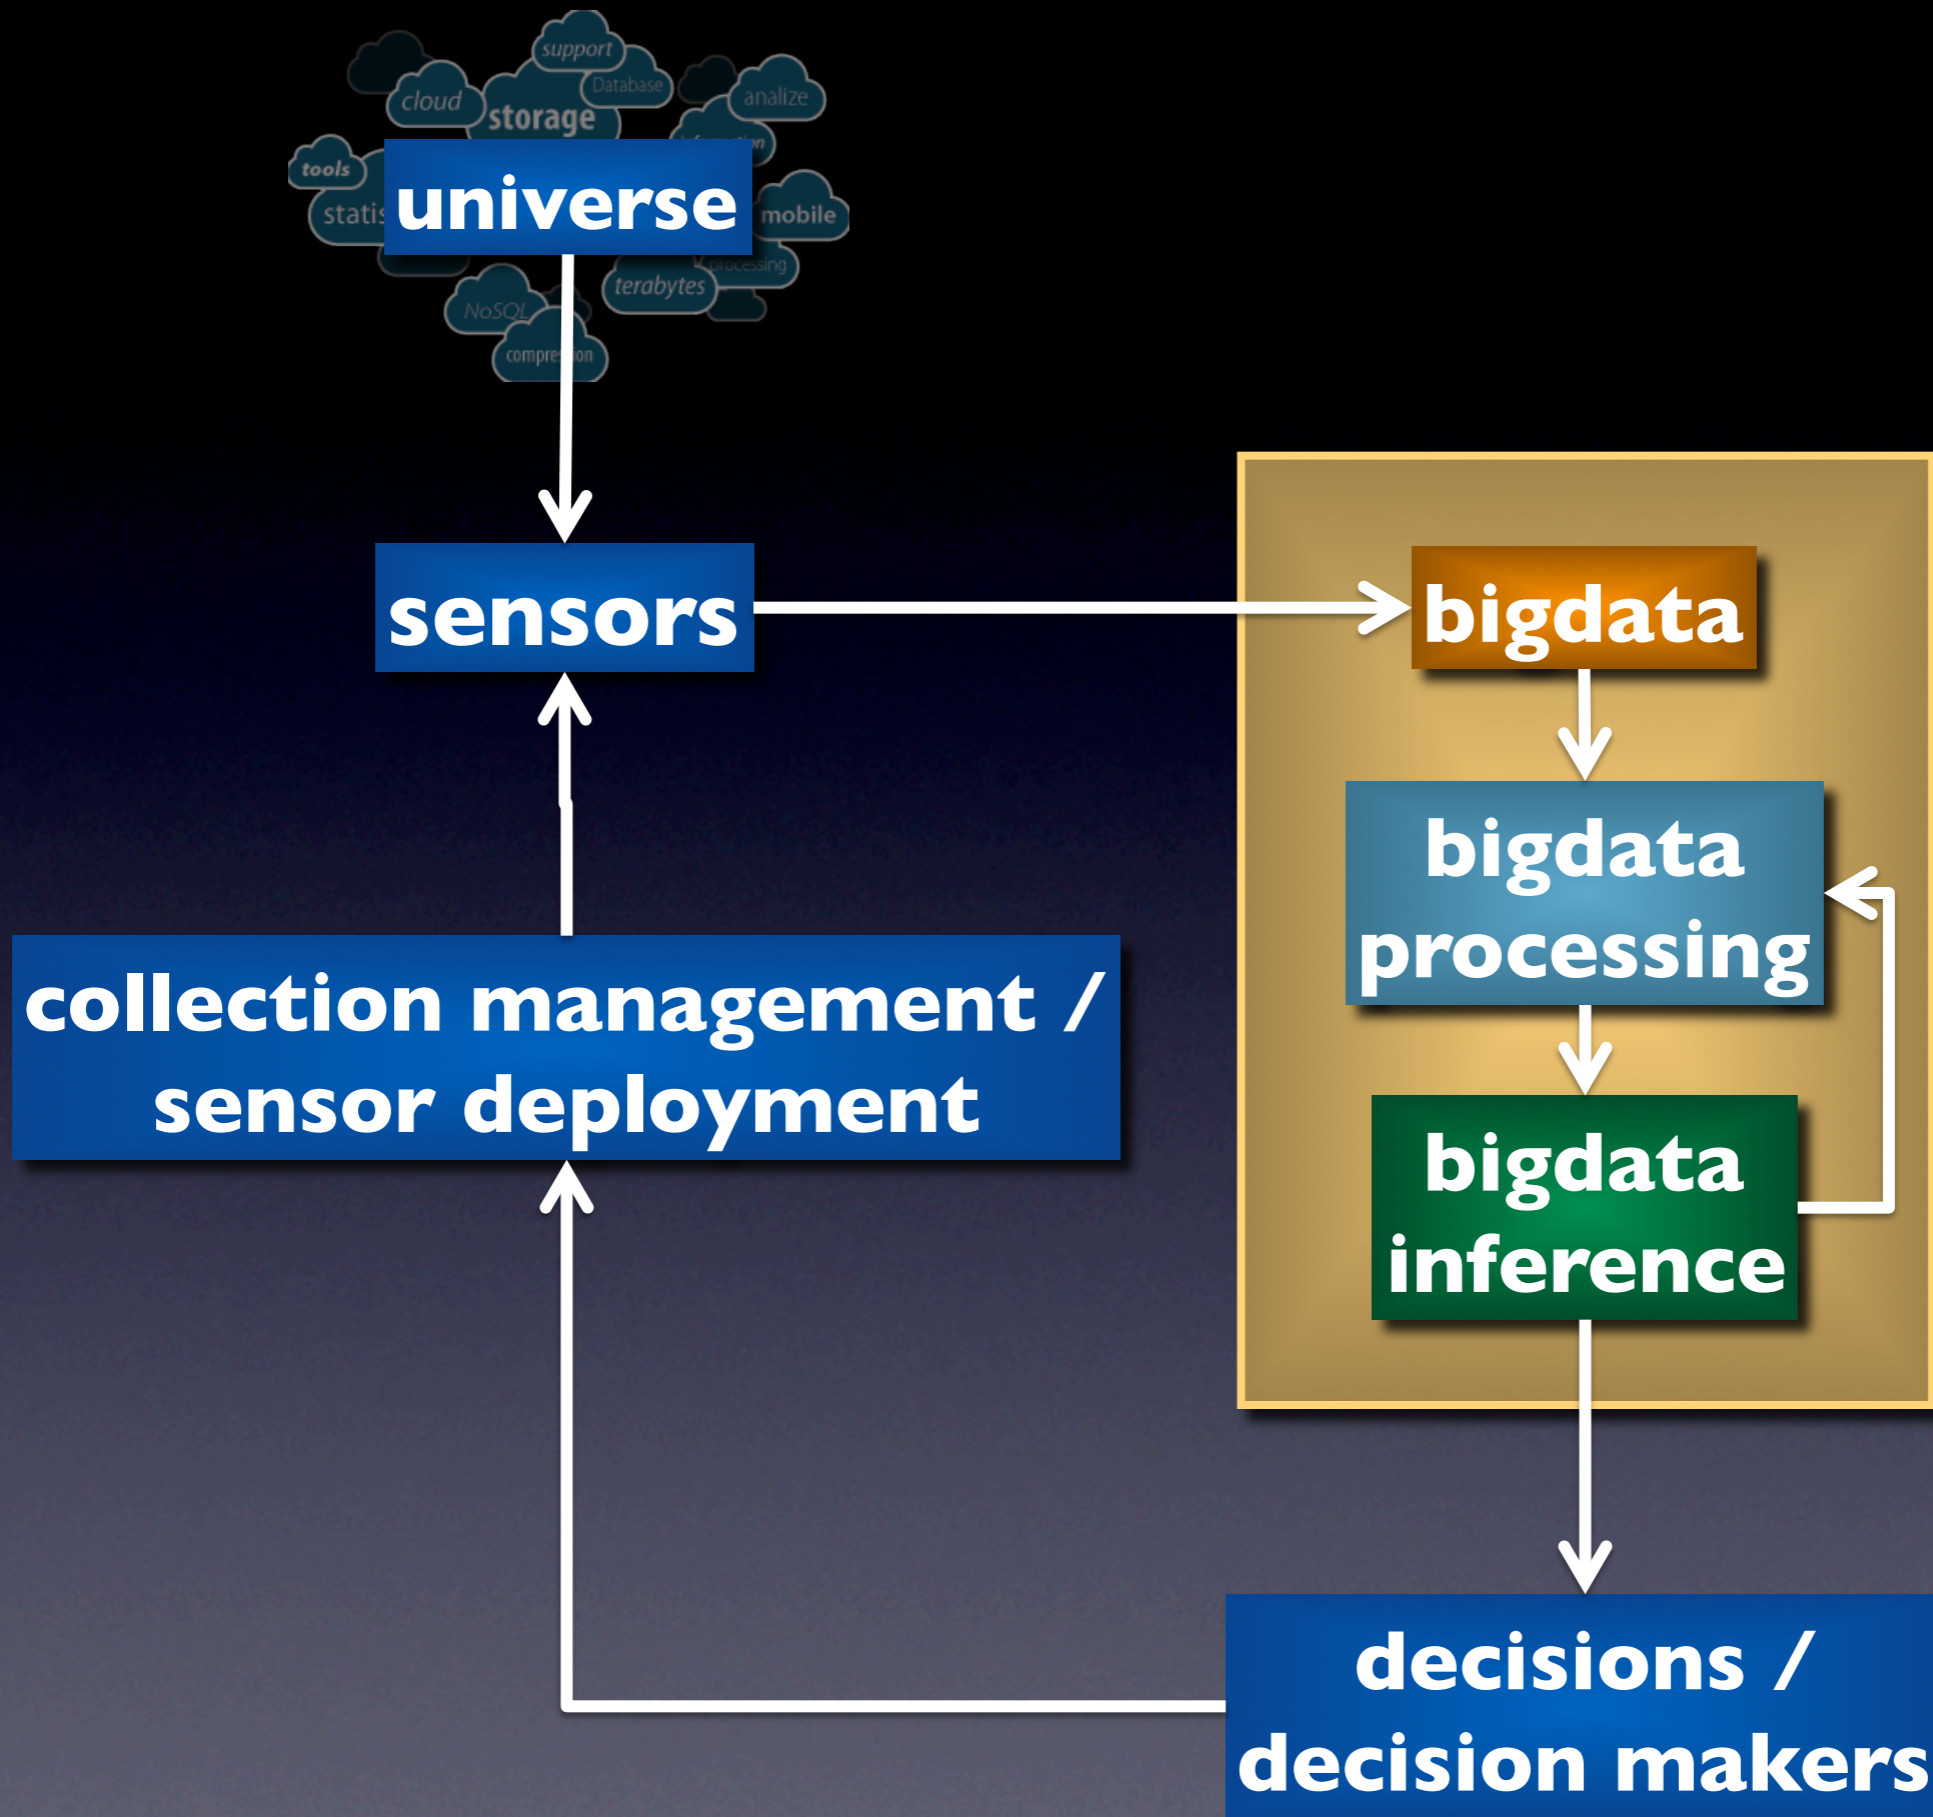 support
Database
cloud
storage
analize
tools
universe
mobile
processing
terabytes
NoSQL
sensors
bigdata
bigdata
processing
collection management /
sensor deployment
bigdata
inference
decisions /
decision makers